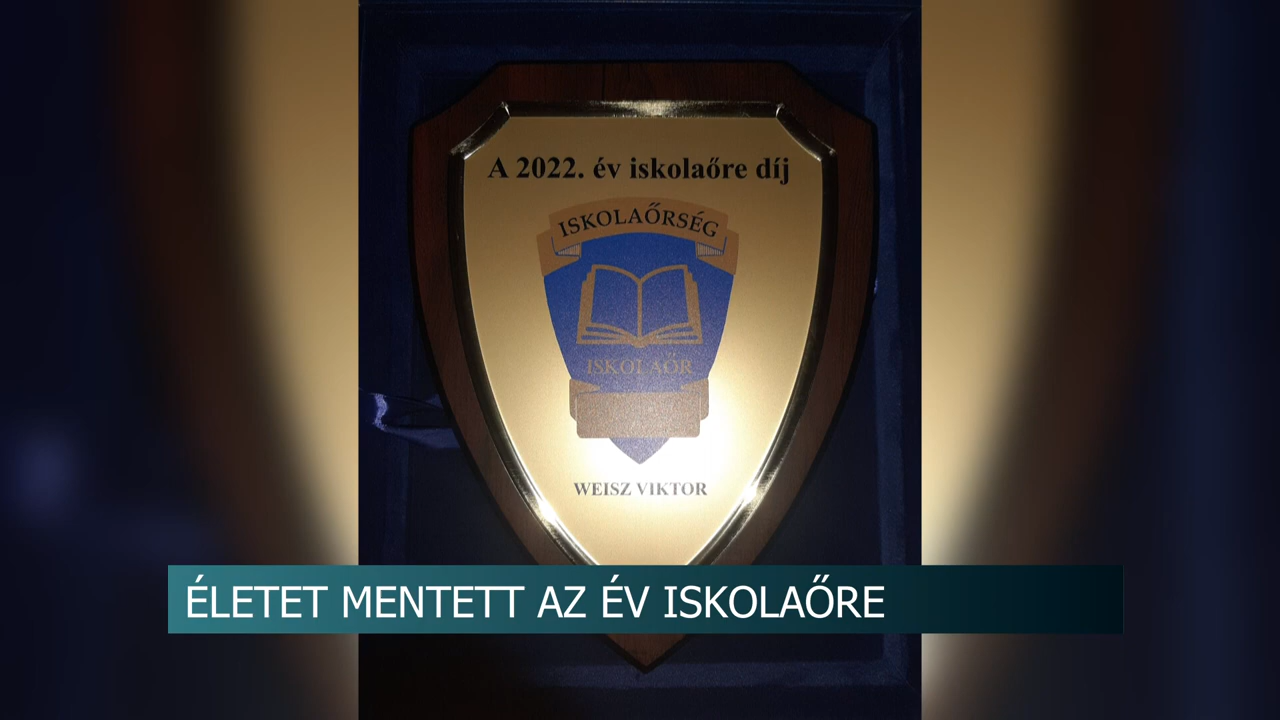 A 2022. év iskolaőre díj
ISKOLAŐRSÉG
ISKOLAŐR
WEISZ VIKTOR
ÉLETET MENTETT AZ ÉV ISKOLAŐRE